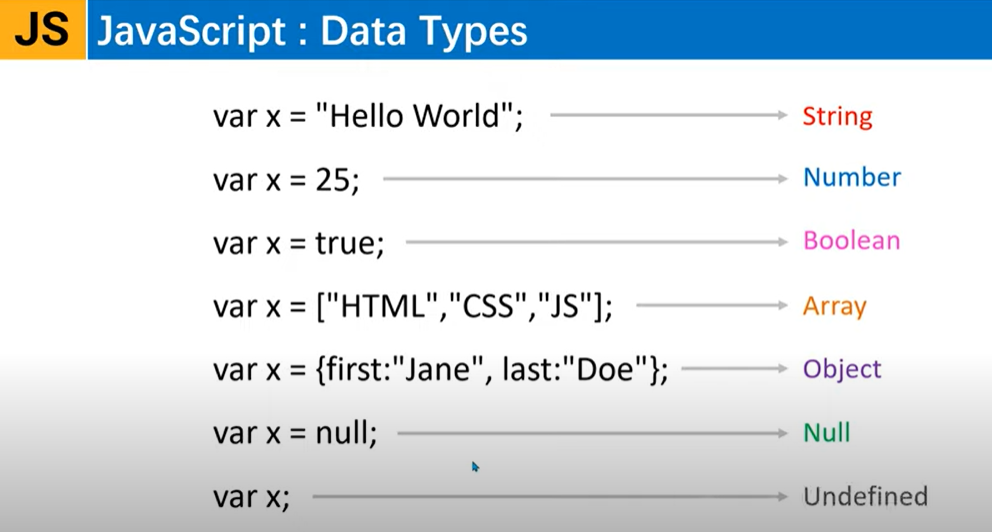 JS JavaScript : Data Types
var x = "Hello World"; String
var x = 25; Number
var x = true; Boolean
var x = ["HTML","CSS","JS"]; Array
var x = {first:"Jane", last:"Doe"}; Object
var x = null; Null
var x; Undefined